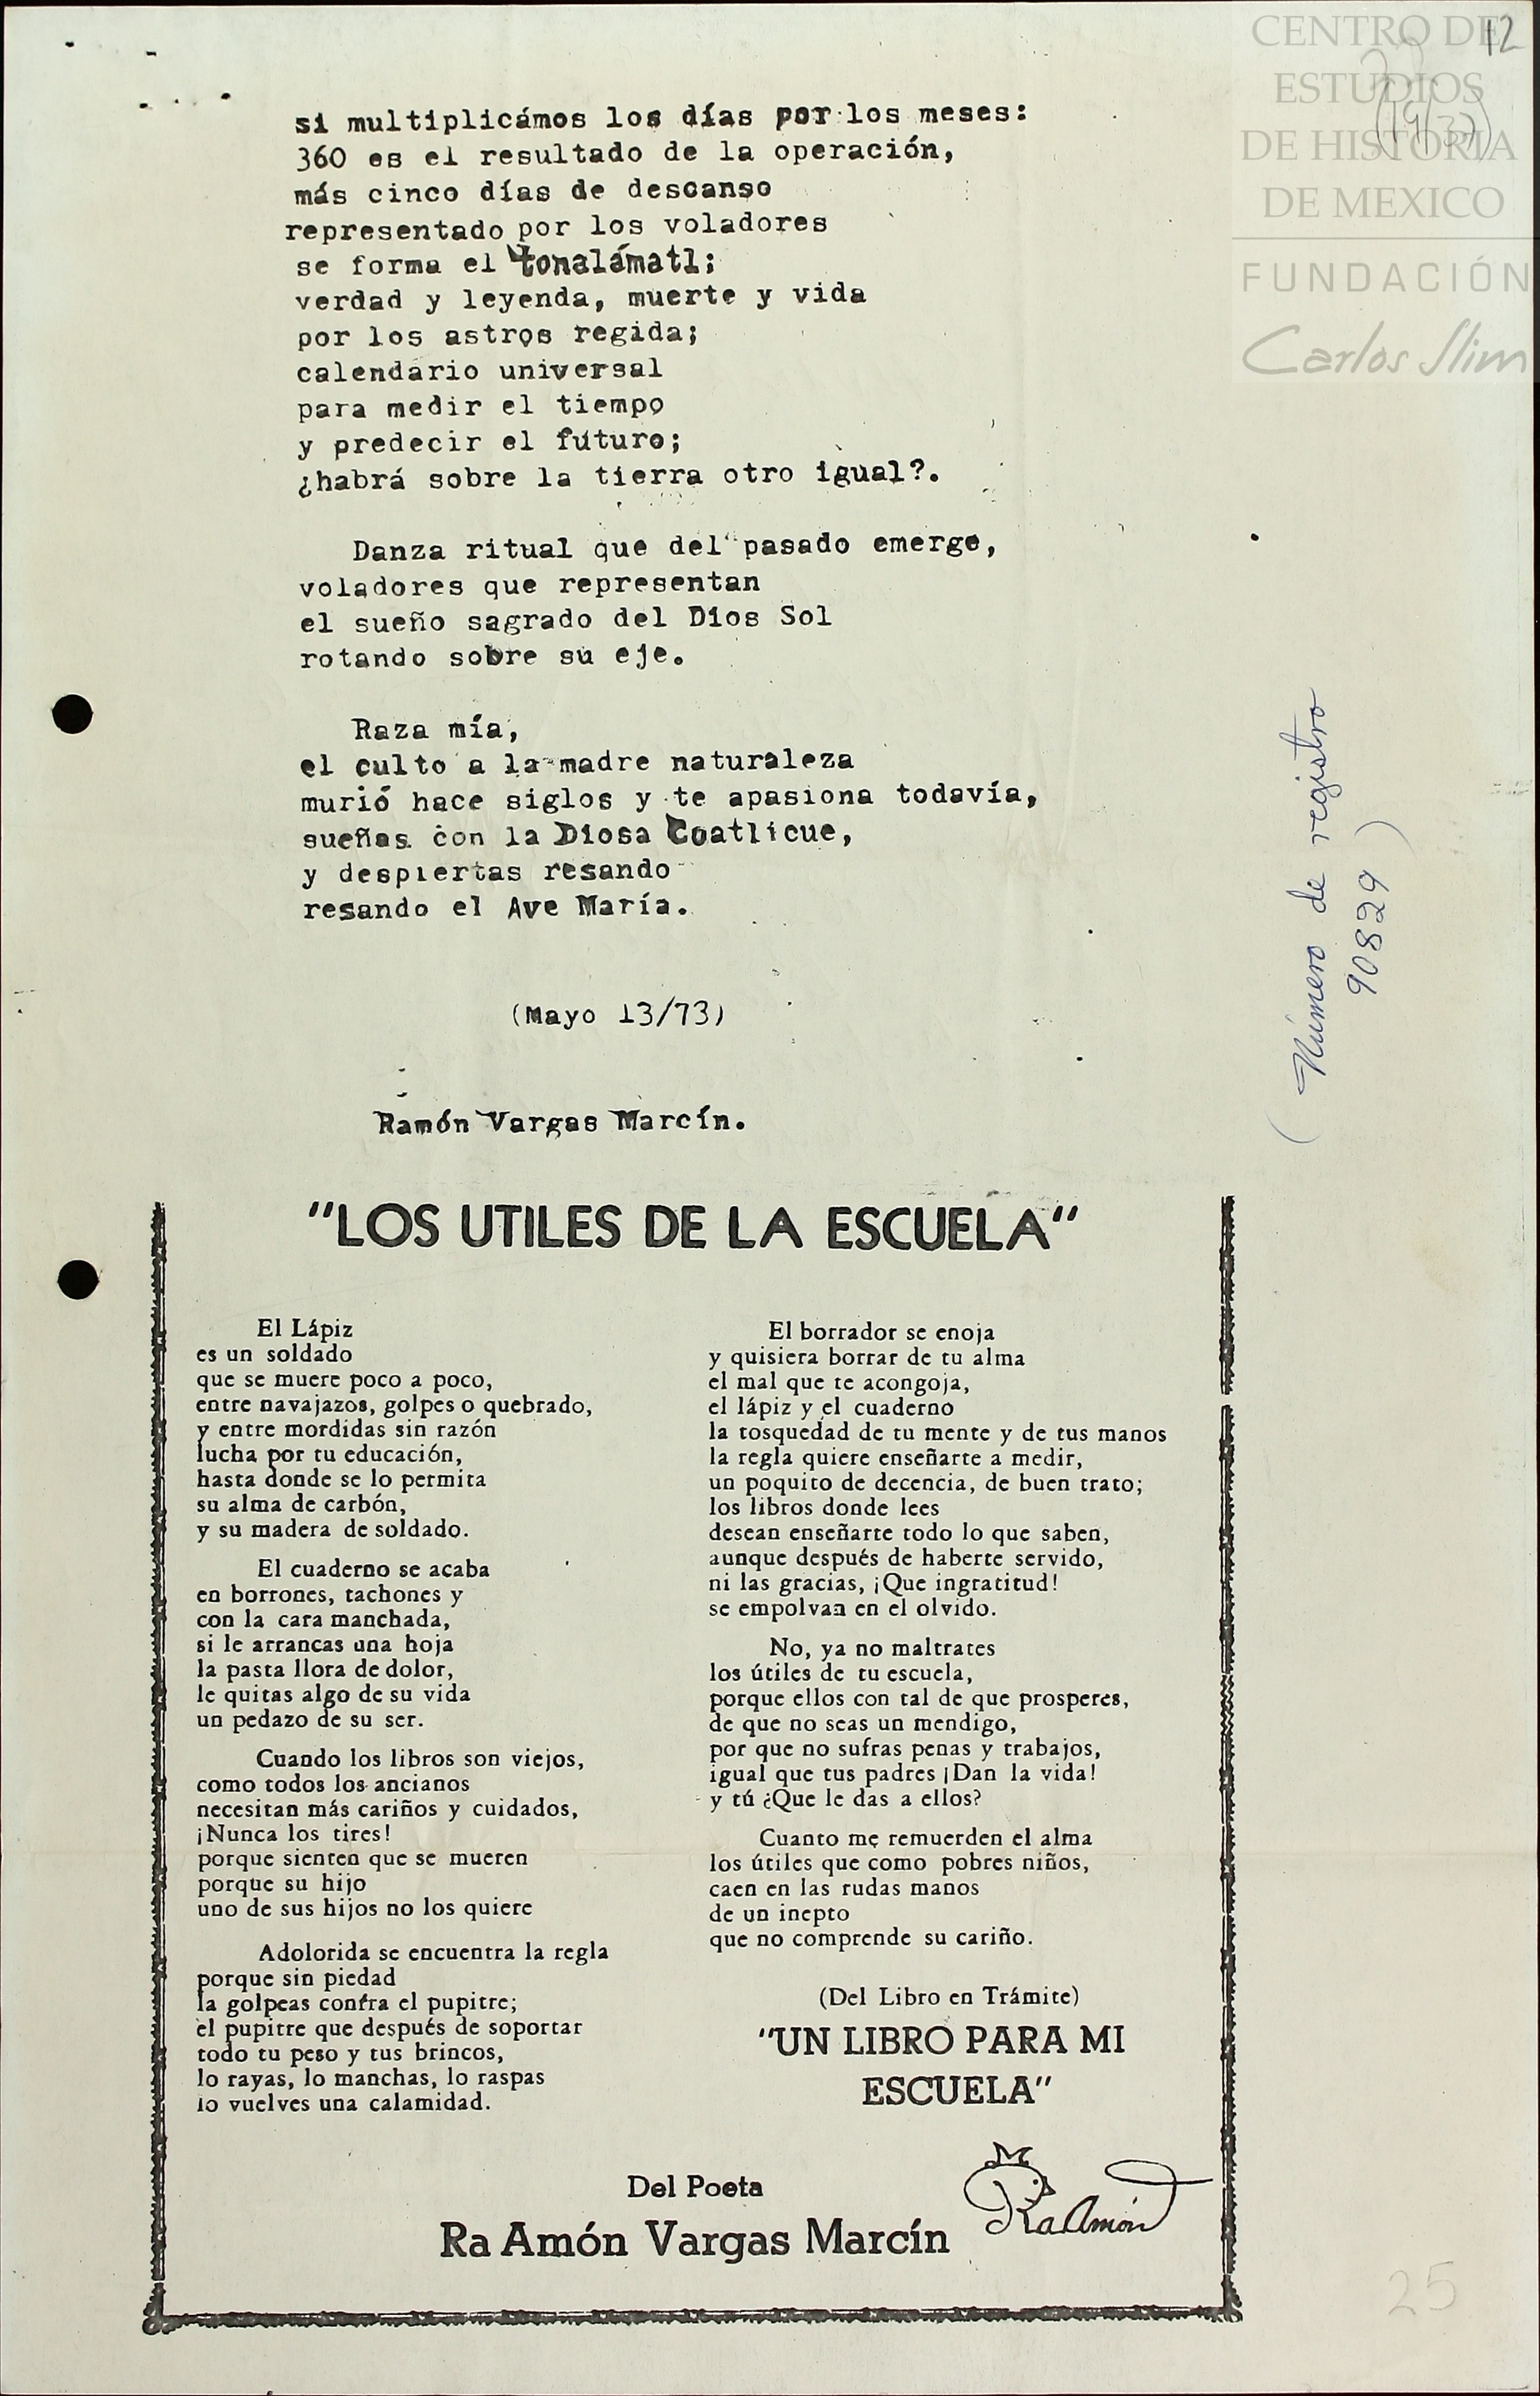 CENTRO DE
ESTUDIOS
DE HISTORIA
DE MEXICO
FUNDACIÓN
Carlos Slim
12
(19/37)
si multiplicámos los días por los meses:
360 es el resultado de la operación,
más cinco días de descanso
representado por los voladores
se forma el tonalámatl;
verdad y leyenda, muerte y vida
por los astros regida;
calendario universal
para medir el tiempo
y predecir el futuro;
¿habrá sobre la tierra otro igual?.
Danza ritual que del pasado emerge,
voladores que representan
el sueño sagrado del Dios Sol
rotando sobre su eje.
Raza mía,
el culto a la madre naturaleza
murió hace siglos y te apasiona todavía,
sueñas con la Diosa Coatlicue,
y despiertas resando
resando el Ave María.
(Mayo 13/73)
Ramón Vargas Marcín.
(Número de registro
90829)
"LOS UTILES DE LA ESCUELA"
El Lápiz
es un soldado
que se muere poco a poco,
entre navajazos, golpes o quebrado,
y entre mordidas sin razón
lucha por tu educación,
hasta donde se lo permita
su alma de carbón,
y su madera de soldado.
El cuaderno se acaba
en borrones, tachones y
con la cara manchada,
si le arrancas una hoja
la pasta llora de dolor,
le quitas algo de su vida
un pedazo de su ser.
Cuando los libros son viejos,
como todos los ancianos
necesitan más cariños y cuidados,
¡Nunca los tires!
porque sienten que se mueren
porque su hijo
uno de sus hijos no los quiere
Adolorida se encuentra la regla
porque sin piedad
la golpeas contra el pupitre;
el pupitre que después de soportar
todo tu peso y tus brincos,
lo rayas, lo manchas, lo raspas
lo vuelves una calamidad.
El borrador se enoja
y quisiera borrar de tu alma
el mal que te acongoja,
el lápiz y el cuaderno
la tosquedad de tu mente y de tus manos
la regla quiere enseñarte a medir,
un poquito de decencia, de buen trato;
los libros donde lees
desean enseñarte todo lo que saben,
aunque después de haberte servido,
ni las gracias, ¡Que ingratitud!
se empolvan en el olvido.
No, ya no maltrates
los útiles de tu escuela,
porque ellos con tal de que prosperes,
de que no seas un mendigo,
por que no sufras penas y trabajos,
igual que tus padres ¡Dan la vida!
y tú ¿Que le das a ellos?
Cuanto me remuerden el alma
los útiles que como pobres niños,
caen en las rudas manos
de un inepto
que no comprende su cariño.
(Del Libro en Trámite)
"UN LIBRO PARA MI
ESCUELA"
Del Poeta
Ra Amón Vargas Marcín
RaAmón
25